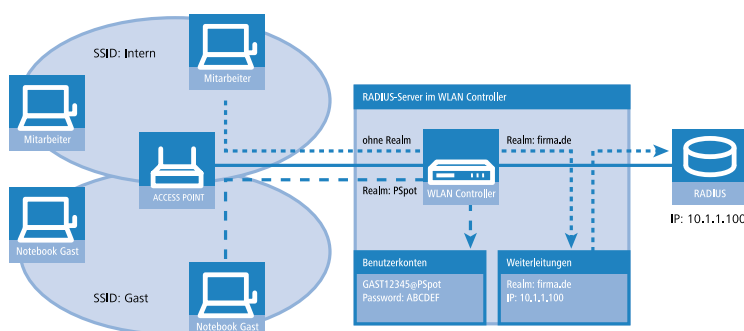 SSID: Intern
Mitarbeiter
Mitarbeiter
ACCESS POINT
Notebook Gast
SSID: Gast
Notebook Gast
RADIUS-Server im WLAN Controller
ohne Realm
Realm: firma.de
Realm: PSpot
WLAN Controller
RADIUS
IP: 10.1.1.100
Benutzerkonten
GAST12345@PSpot
Password: ABCDEF
Weiterleitungen
Realm: firma.de
IP: 10.1.1.100